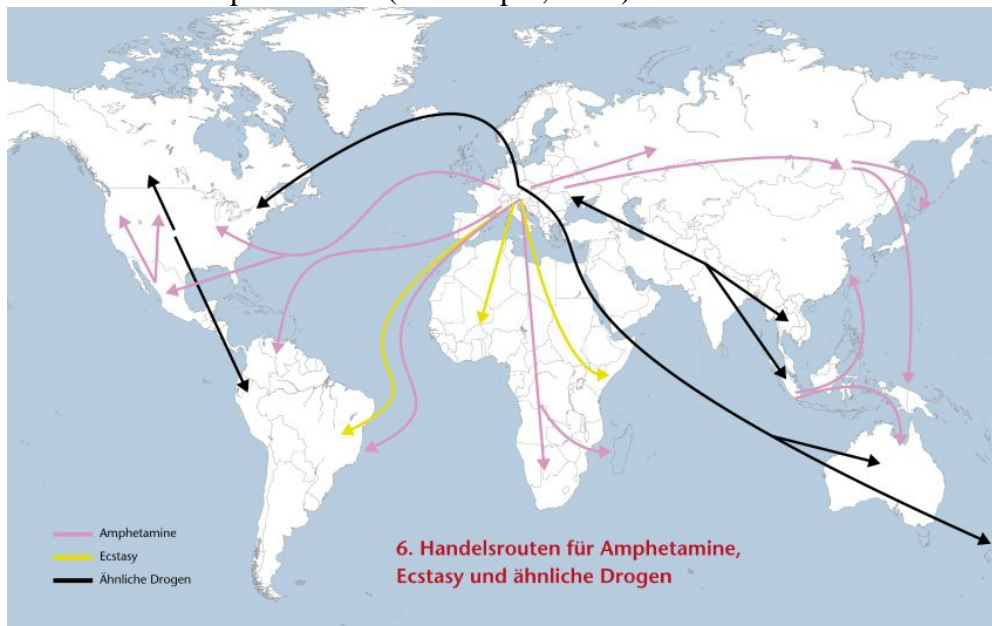 Amphetamine
Ecstasy
Ähnliche Drogen
6. Handelsrouten für Amphetamine,
Ecstasy und ähnliche Drogen